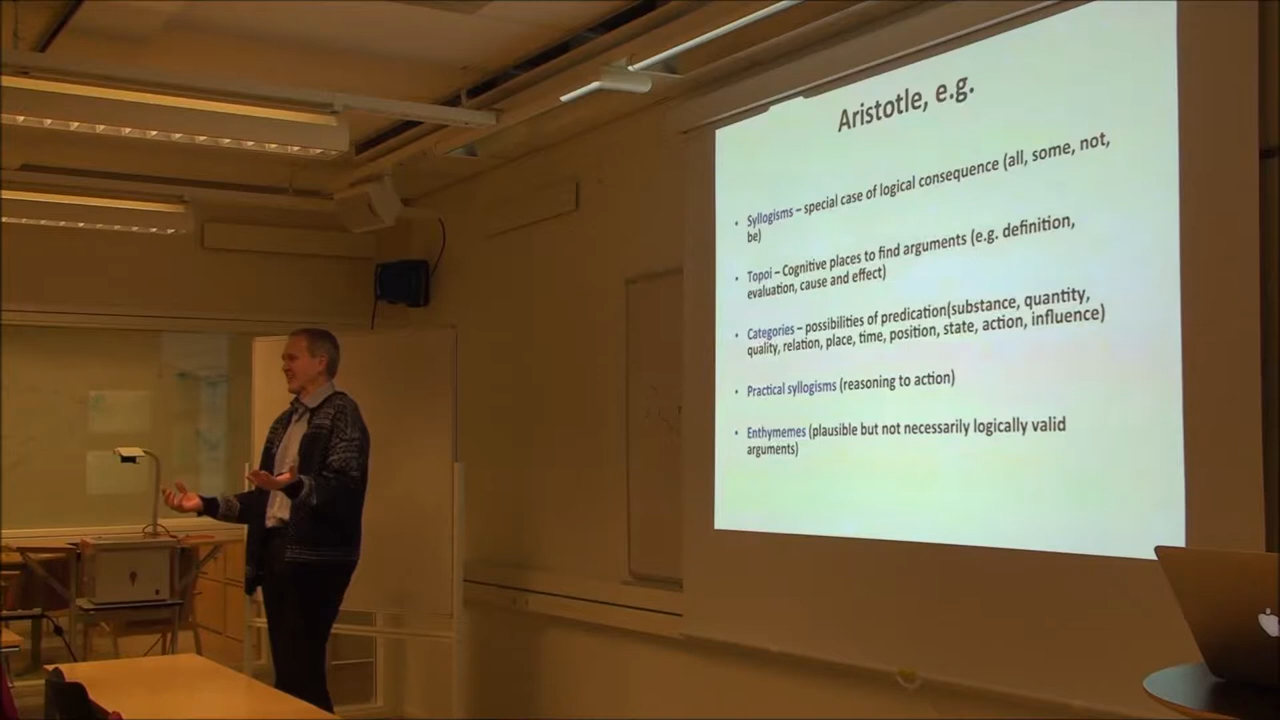 Aristotle, e.g.
• Syllogisms – special case of logical consequence (all, some, not,
be)
• Topoi – Cognitive places to find arguments (e.g. definition,
evaluation, cause and effect)
• Categories – possibilities of predication(substance, quantity,
quality, relation, place, time, position, state, action, influence)
• Practical syllogisms (reasoning to action)
• Enthymemes (plausible but not necessarily logically valid
arguments)